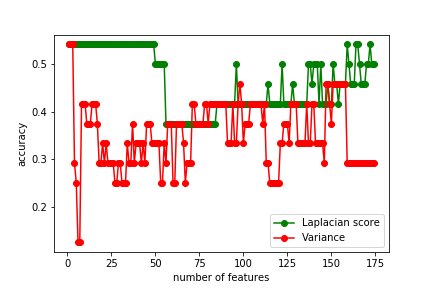 0.5
0.4
0.3
0.2
accuracy
0 25 50 75 100 125 150 175
number of features
Laplacian score
Variance